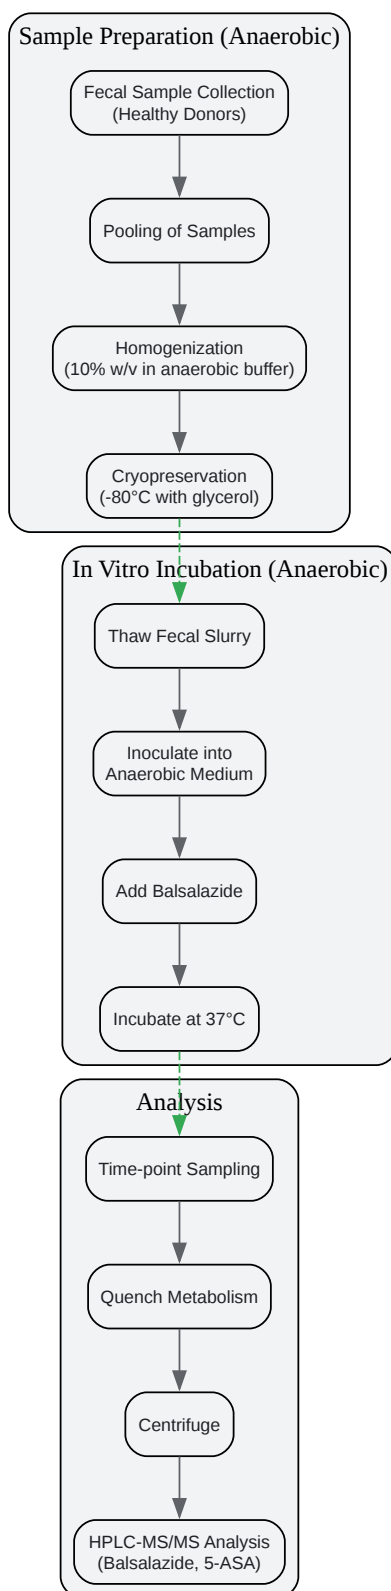 Sample Preparation (Anaerobic)
Fecal Sample Collection
(Healthy Donors)
Pooling of Samples
Homogenization
(10% w/v in anaerobic buffer)
Cryopreservation
(-80°C with glycerol)
In Vitro Incubation (Anaerobic)
Thaw Fecal Slurry
Inoculate into
Anaerobic Medium
Add Balsalazide
Incubate at 37°C
Analysis
Time-point Sampling
Quench Metabolism
Centrifuge
HPLC-MS/MS Analysis
(Balsalazide, 5-ASA)